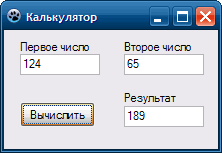 Калькулятор
Первое число
Второе число
124
65
Вычислить
Результат
189